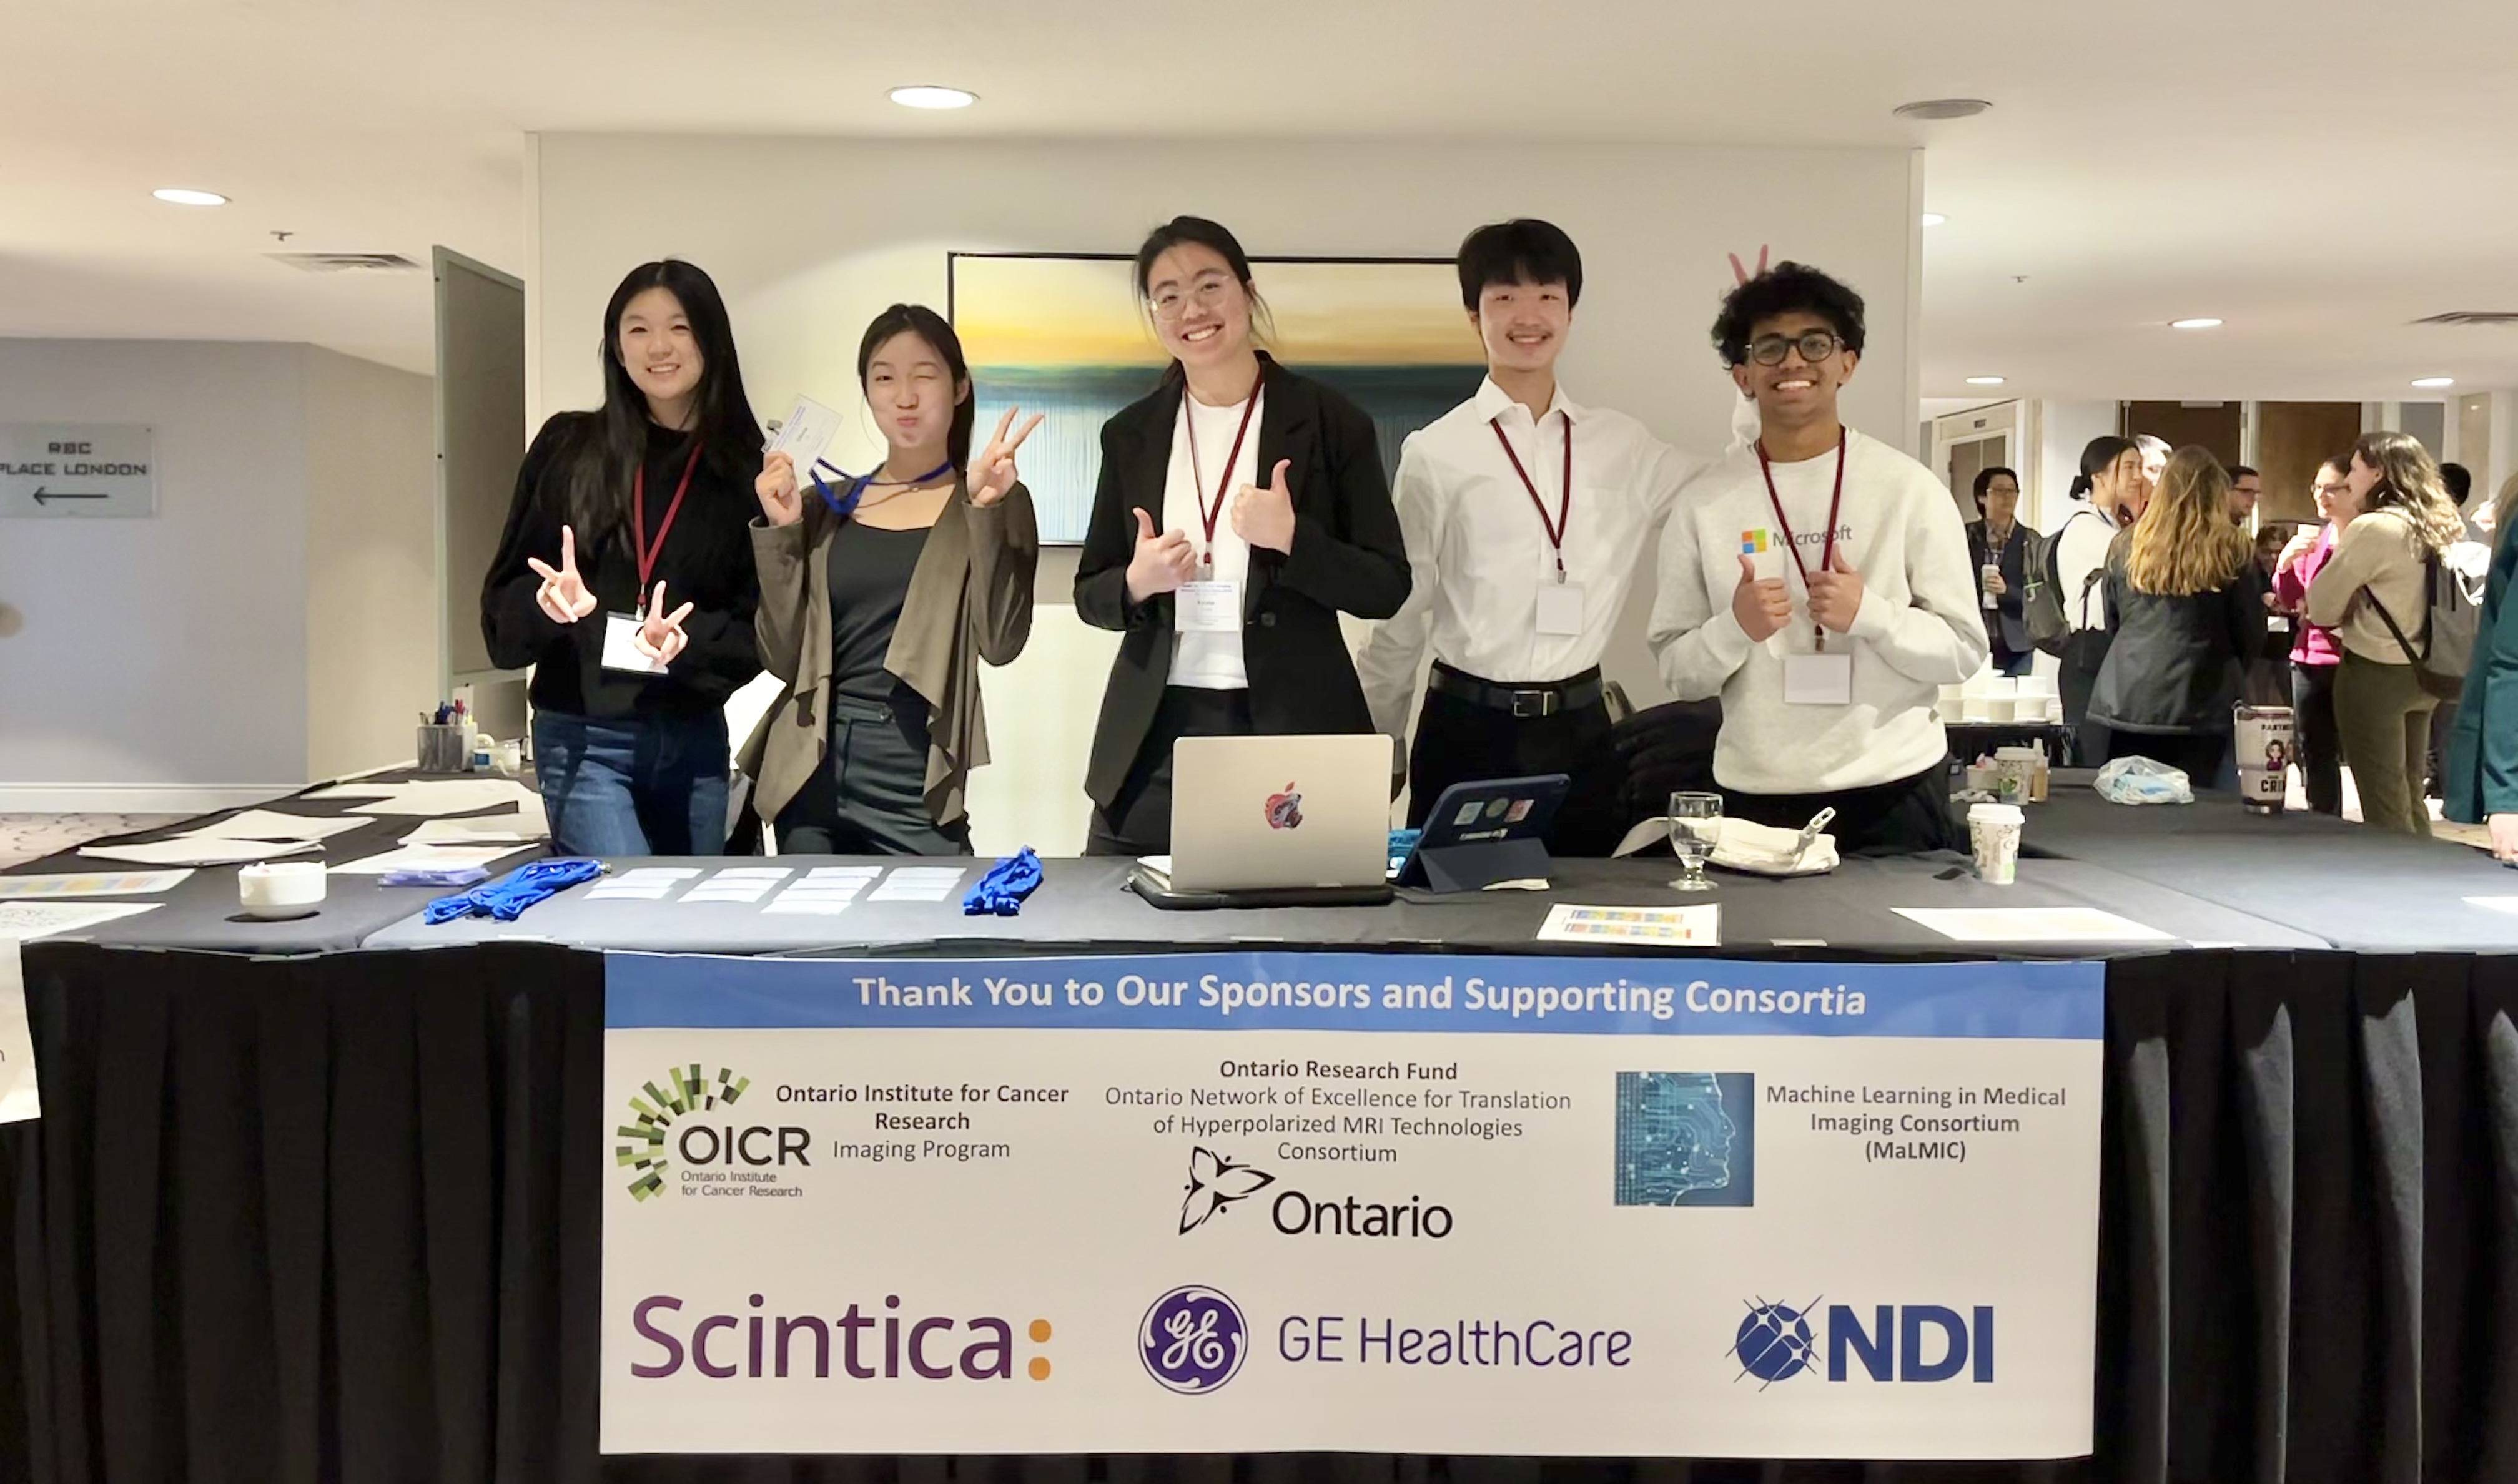 RBC
PLACE LONDON
Microsoft
Thank You to Our Sponsors and Supporting Consortia
OICR
Ontario Institute
for Cancer Research
Ontario Institute for Cancer
Research
Imaging Program
Ontario Research Fund
Ontario Network of Excellence for Translation
of Hyperpolarized MRI Technologies
Consortium
Ontario
Machine Learning in Medical
Imaging Consortium
(MaLMIC)
Scintica:
GE
GE HealthCare
NDI